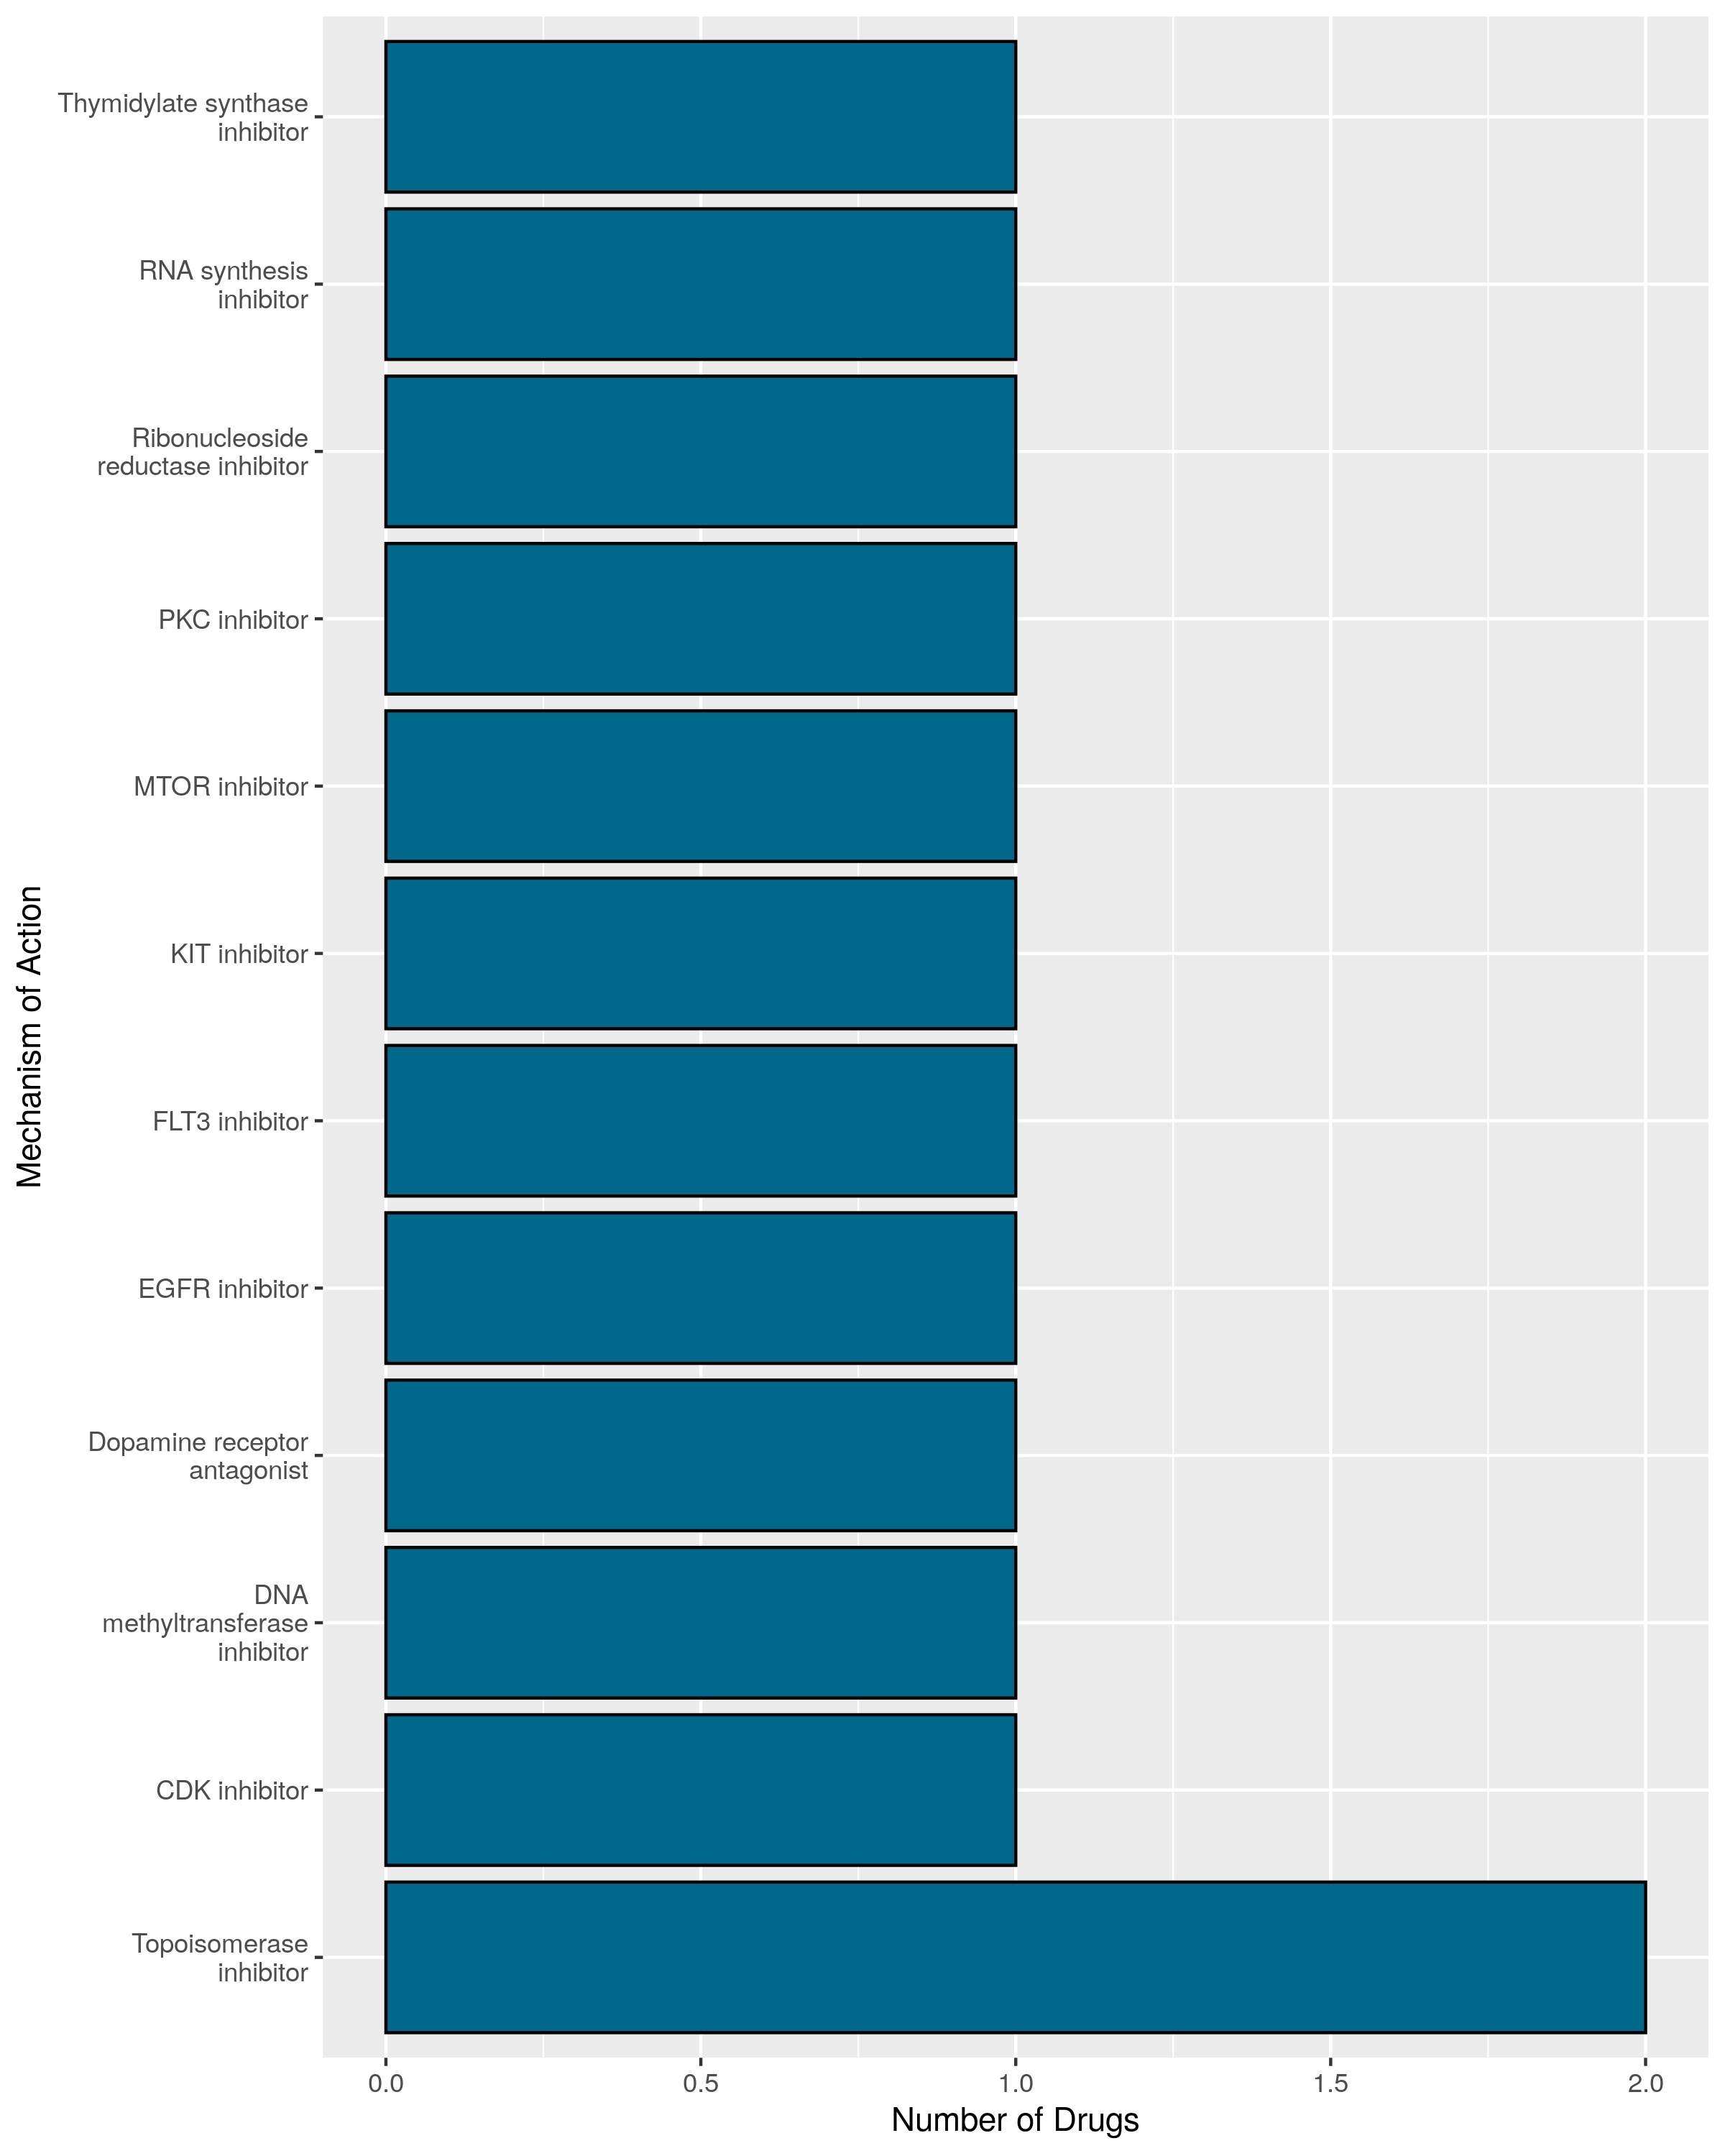 Thymidylate synthase
inhibitor
RNA synthesis
inhibitor
Ribonucleoside
reductase inhibitor
PKC inhibitor
MTOR inhibitor
KIT inhibitor
FLT3 inhibitor
EGFR inhibitor
Dopamine receptor
antagonist
DNA
methyltransferase
inhibitor
CDK inhibitor
Topoisomerase
inhibitor
Mechanism of Action
0.0 0.5 1.0 1.5 2.0
Number of Drugs